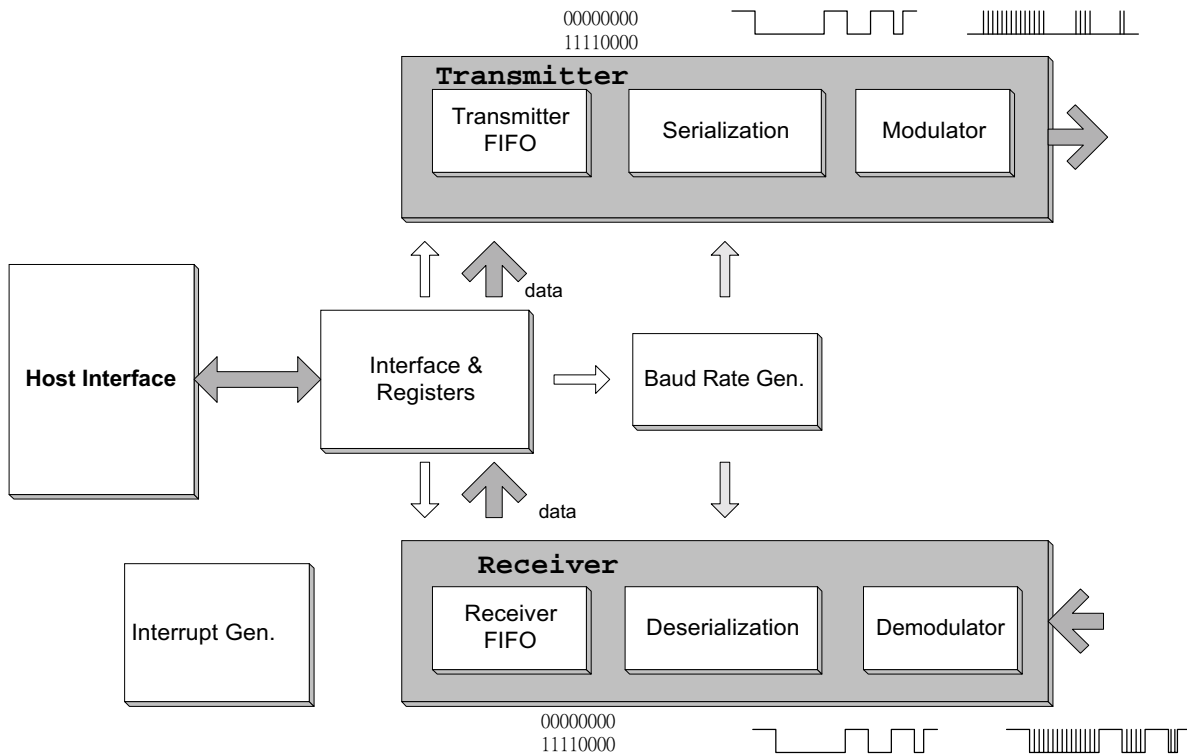 00000000
11110000
Transmitter
Transmitter
FIFO
Serialization
Modulator
data
Host Interface
Interface &
Registers
Baud Rate Gen.
data
Receiver
Interrupt Gen.
Receiver
FIFO
Deserialization
Demodulator
00000000
11110000